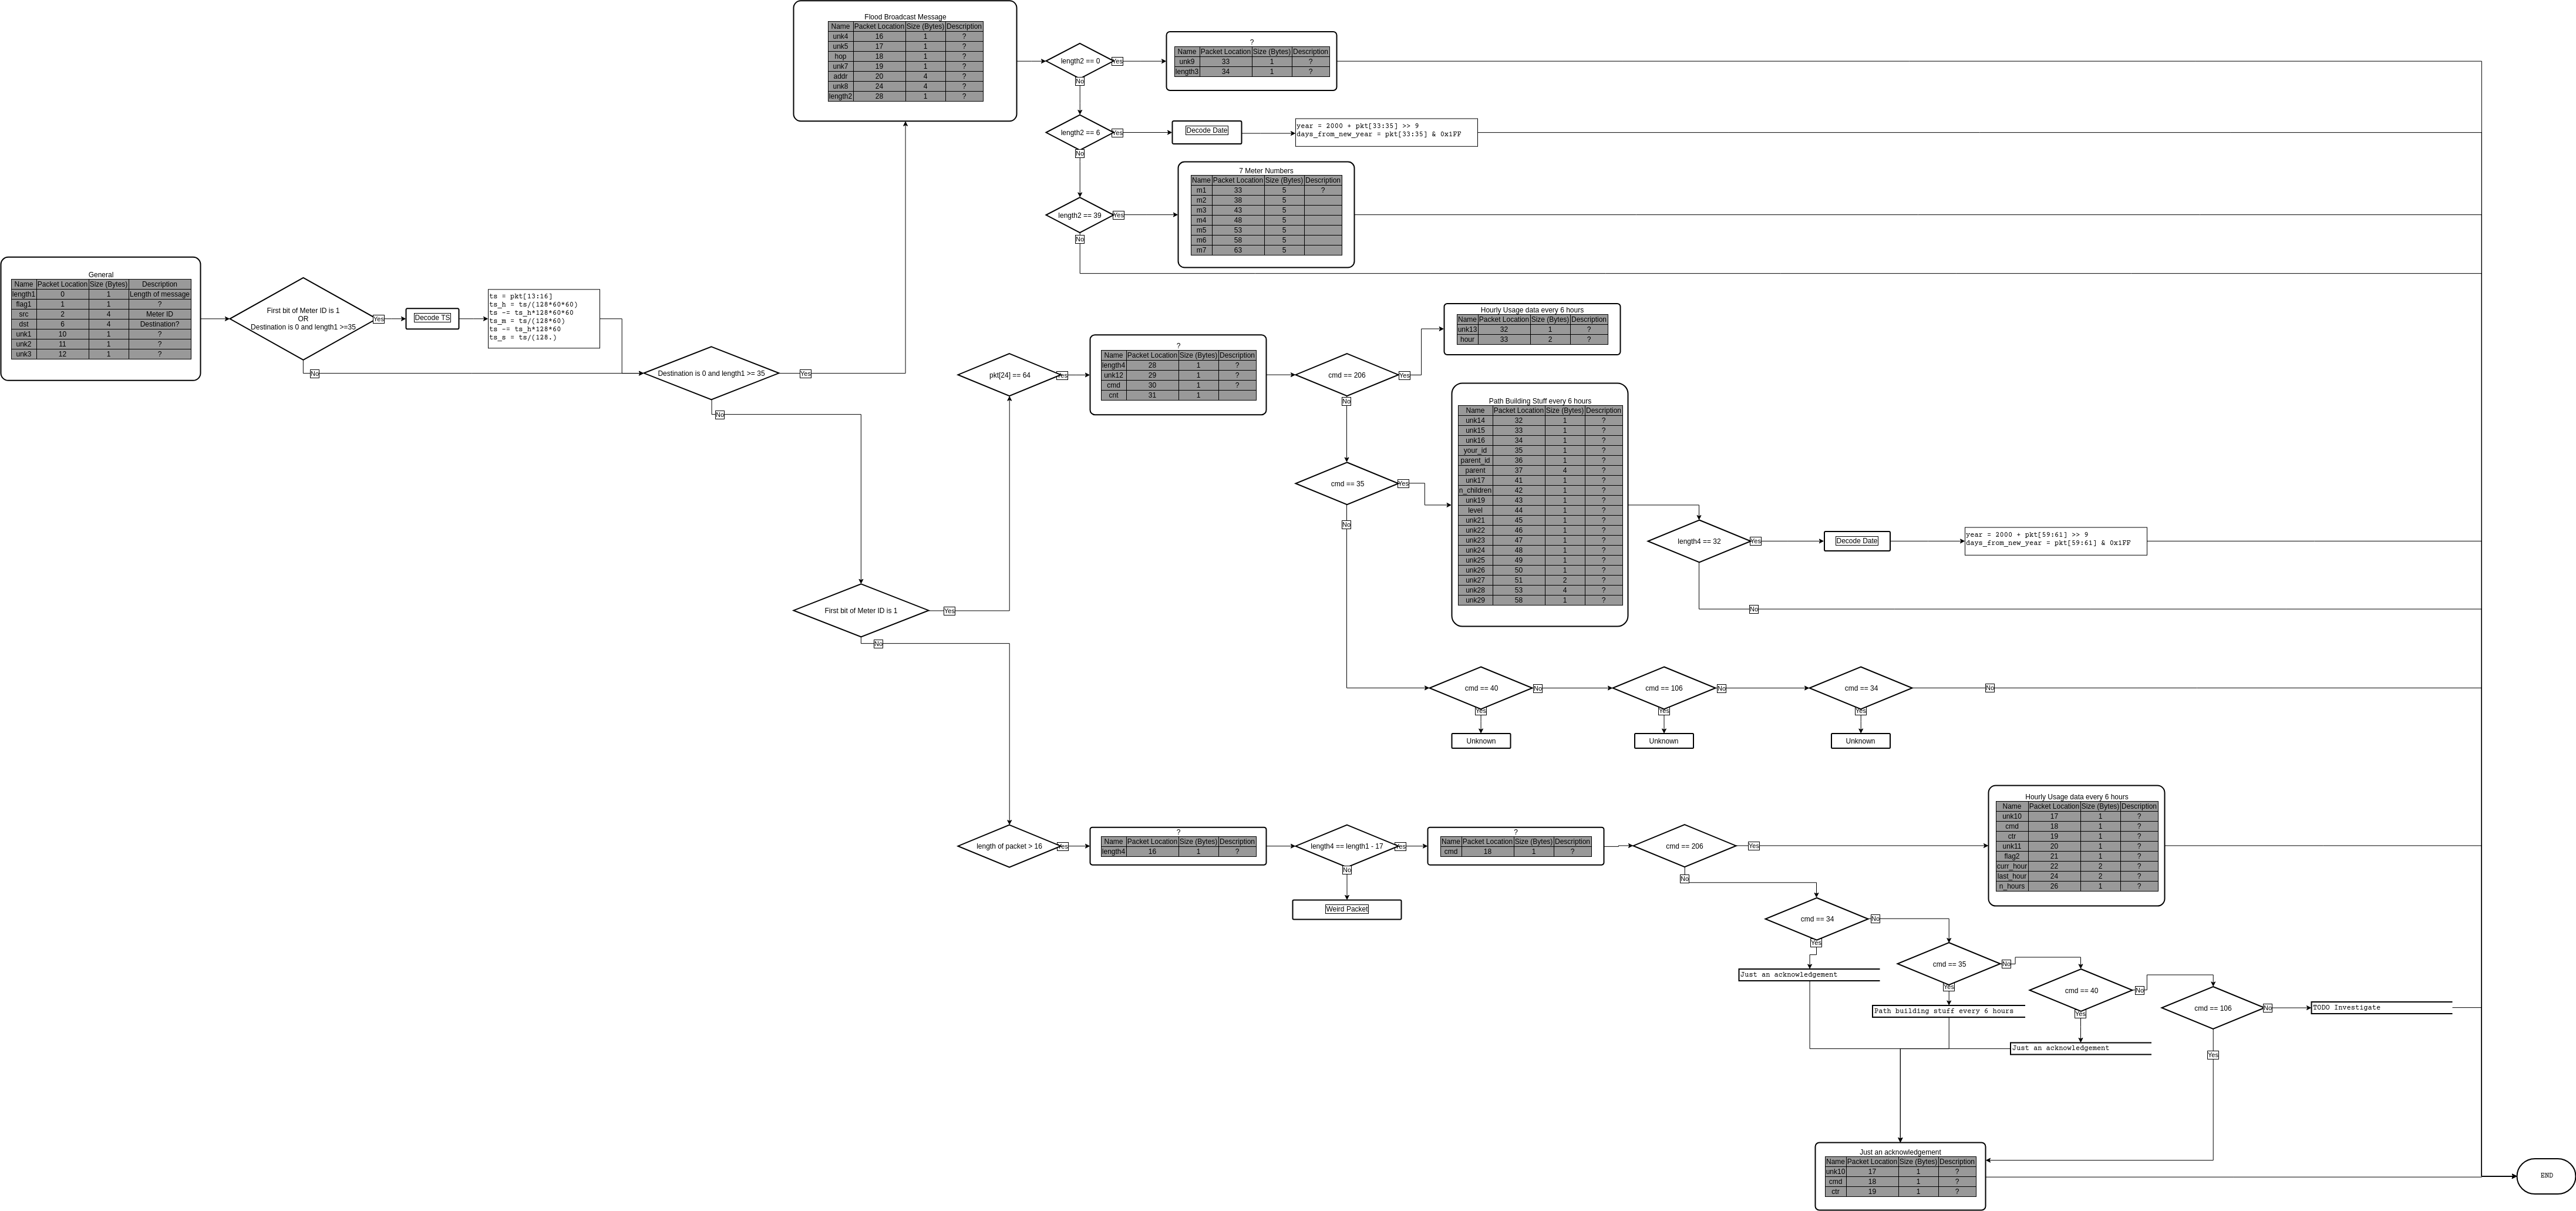 General
Name Packet Location Size (Bytes) Description
length1 0 1 Length of message
flag1 1 1 ?
src 2 4 Meter ID
dst 6 4 Destination?
unk1 10 1 ?
unk2 11 1 ?
unk3 12 1 ?
First bit of Meter ID is 1
OR
Destination is 0 and length1 >=35
Yes
No
Decode TS
ts = pkt[13:16]
ts_h = ts/(128*60*60)
ts -= ts_h*128*60*60
ts_m = ts/(128*60)
ts -= ts_h*128*60
ts_s = ts/(128.)
Destination is 0 and length1 >= 35
Yes
No
Flood Broadcast Message
Name Packet Location Size (Bytes) Description
unk4 16 1 ?
unk5 17 1 ?
hop 18 1 ?
unk7 19 1 ?
addr 20 4 ?
unk8 24 4 ?
length2 28 1 ?
length2 == 0
Yes
No
?
Name Packet Location Size (Bytes) Description
unk9 33 1 ?
length3 34 1 ?
length2 == 6
Yes
No
Decode Date
year = 2000 + pkt[33:35] >> 9
days_from_new_year = pkt[33:35] & 0x1FF
length2 == 39
Yes
No
7 Meter Numbers
Name Packet Location Size (Bytes) Description
m1 33 5 ?
m2 38 5
m3 43 5
m4 48 5
m5 53 5
m6 58 5
m7 63 5
First bit of Meter ID is 1
Yes
No
pkt[24] == 64
Yes
?
Name Packet Location Size (Bytes) Description
length4 28 1 ?
unk12 29 1 ?
cmd 30 1 ?
cnt 31 1
cmd == 206
Yes
No
Hourly Usage data every 6 hours
Name Packet Location Size (Bytes) Description
unk13 32 1 ?
hour 33 2 ?
cmd == 35
Yes
No
Path Building Stuff every 6 hours
Name Packet Location Size (Bytes) Description
unk14 32 1 ?
unk15 33 1 ?
unk16 34 1 ?
your_id 35 1 ?
parent_id 36 1 ?
parent 37 4 ?
unk17 41 1 ?
n_children 42 1 ?
unk19 43 1 ?
level 44 1 ?
unk21 45 1 ?
unk22 46 1 ?
unk23 47 1 ?
unk24 48 1 ?
unk25 49 1 ?
unk26 50 1 ?
unk27 51 2 ?
unk28 53 4 ?
unk29 58 1 ?
length4 == 32
Yes
No
Decode Date
year = 2000 + pkt[59:61] >> 9
days_from_new_year = pkt[59:61] & 0x1FF
cmd == 40
No
Yes
Unknown
cmd == 106
No
Yes
Unknown
cmd == 34
No
Yes
Unknown
length of packet > 16
Yes
?
Name Packet Location Size (Bytes) Description
length4 16 1 ?
length4 == length1 - 17
Yes
No
Weird Packet
?
Name Packet Location Size (Bytes) Description
cmd 18 1 ?
cmd == 206
Yes
No
Hourly Usage data every 6 hours
Name Packet Location Size (Bytes) Description
unk10 17 1 ?
cmd 18 1 ?
ctr 19 1 ?
unk11 20 1 ?
flag2 21 1 ?
curr_hour 22 2 ?
last_hour 24 2 ?
n_hours 26 1 ?
cmd == 34
No
Yes
Just an acknowledgement
cmd == 35
No
Yes
Path building stuff every 6 hours
cmd == 40
No
Yes
Just an acknowledgement
cmd == 106
No
Yes
TODO Investigate
Just an acknowledgement
Name Packet Location Size (Bytes) Description
unk10 17 1 ?
cmd 18 1 ?
ctr 19 1 ?
END